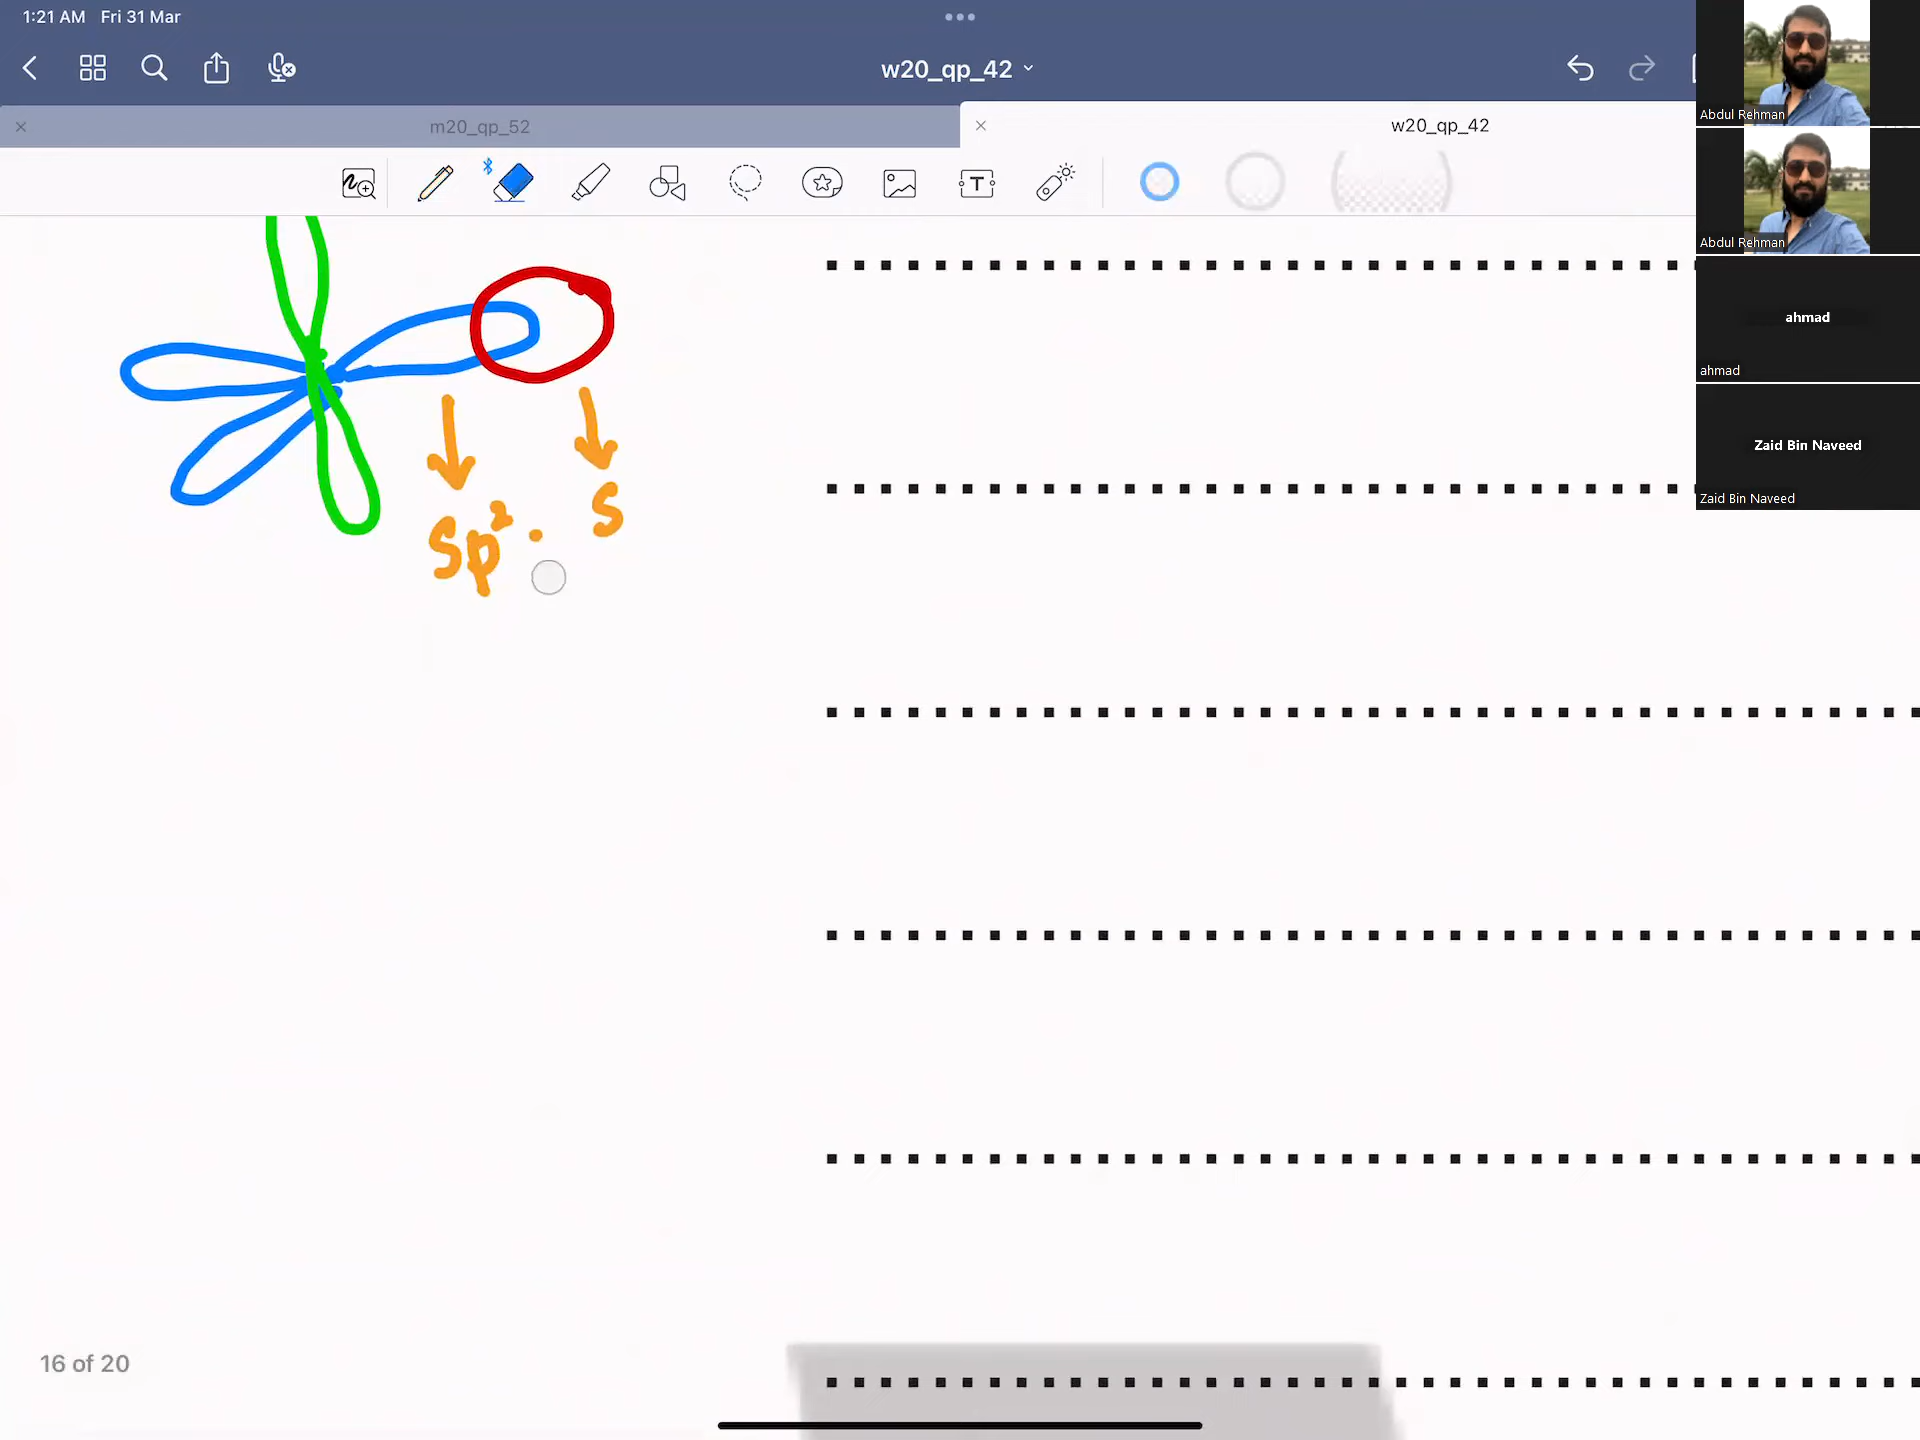 1:21 AM Fri 31 Mar
w20_qp_42
m20_qp_52
w20_qp_42
T
Abdul Rehman
Abdul Rehman
ahmad
ahmad
Zaid Bin Naveed
Zaid Bin Naveed
sp² · s
16 of 20